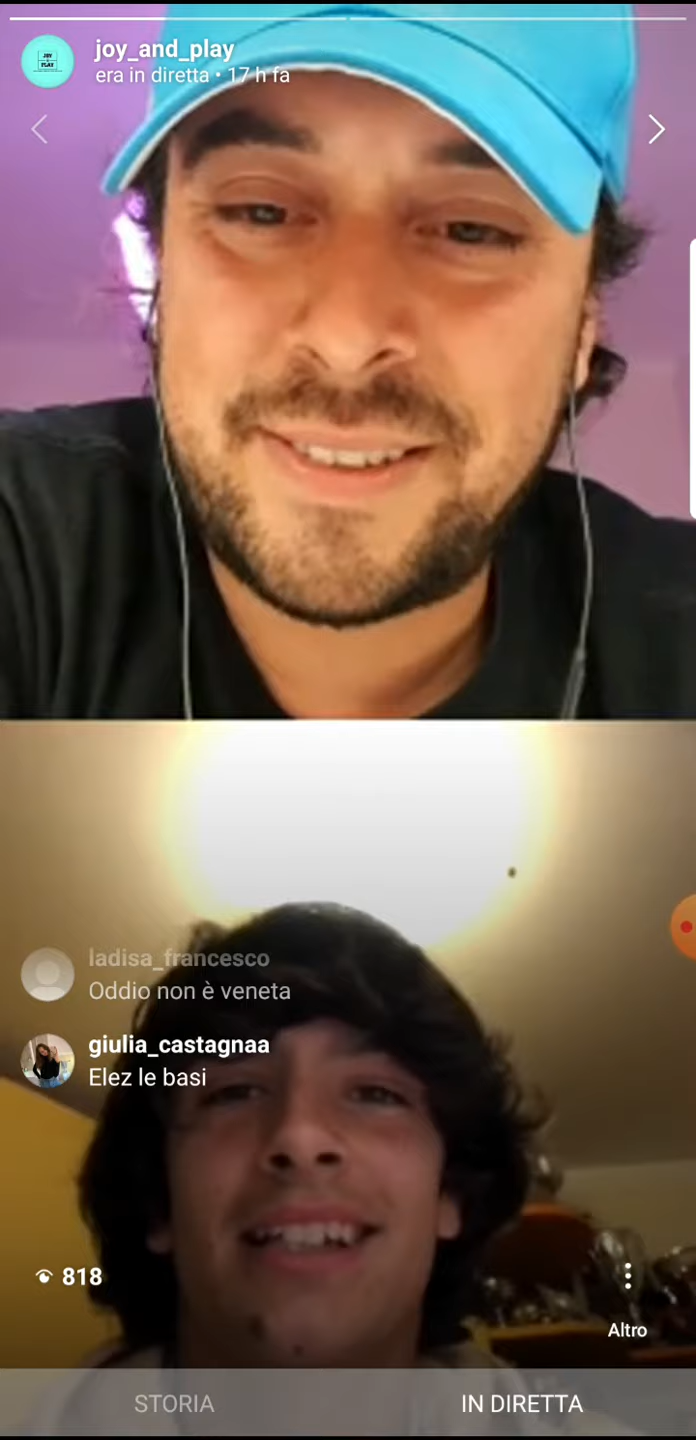 joy_and_play
era in diretta • 17 h fa
ladisa_francesco
Oddio non è veneta
giulia_castagnaa
Elez le basi
818
Altro
STORIA
IN DIRETTA